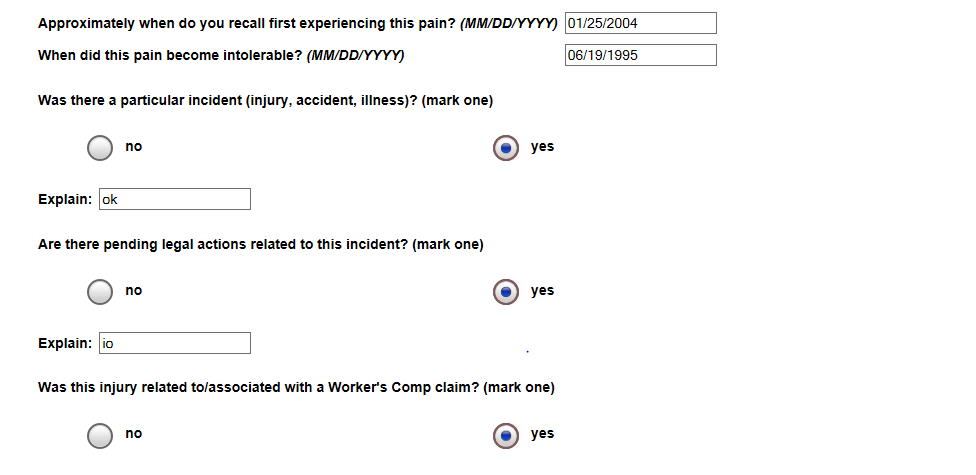 Approximately when do you recall first experiencing this pain? (MM/DD/YYYY) 01/25/2004
When did this pain become intolerable? (MM/DD/YYYY) 06/19/1995
Was there a particular incident (injury, accident, illness)? (mark one)
no yes
Explain: ok
Are there pending legal actions related to this incident? (mark one)
no yes
Explain: io
Was this injury related to/associated with a Worker's Comp claim? (mark one)
no yes